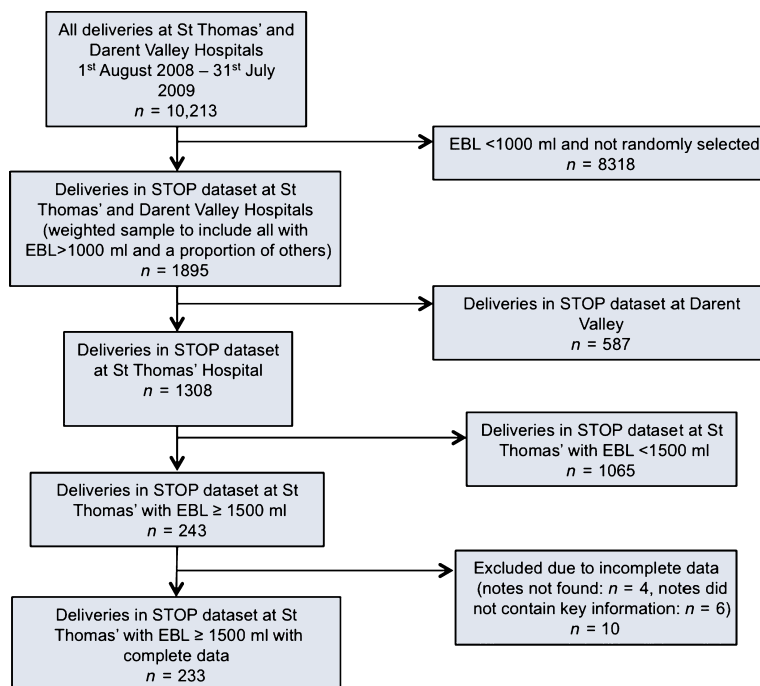 All deliveries at St Thomas’ and
Darent Valley Hospitals
1st August 2008 – 31st July
2009
n = 10,213
EBL <1000 ml and not randomly selected
n = 8318
Deliveries in STOP dataset at St
Thomas’ and Darent Valley Hospitals
(weighted sample to include all with
EBL>1000 ml and a proportion of others)
n = 1895
Deliveries in STOP dataset at Darent
Valley
n = 587
Deliveries in STOP dataset
at St Thomas’ Hospital
n = 1308
Deliveries in STOP dataset at St
Thomas’ with EBL <1500 ml
n = 1065
Deliveries in STOP dataset at St
Thomas’ with EBL ≥ 1500 ml
n = 243
Excluded due to incomplete data
(notes not found: n = 4, notes did
not contain key information: n = 6)
n = 10
Deliveries in STOP dataset at St
Thomas’ with EBL ≥ 1500 ml with
complete data
n = 233